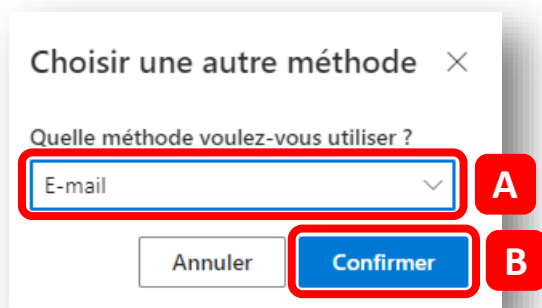 Choisir une autre méthode
Quelle méthode voulez-vous utiliser ?
E-mail
A
Annuler
Confirmer
B